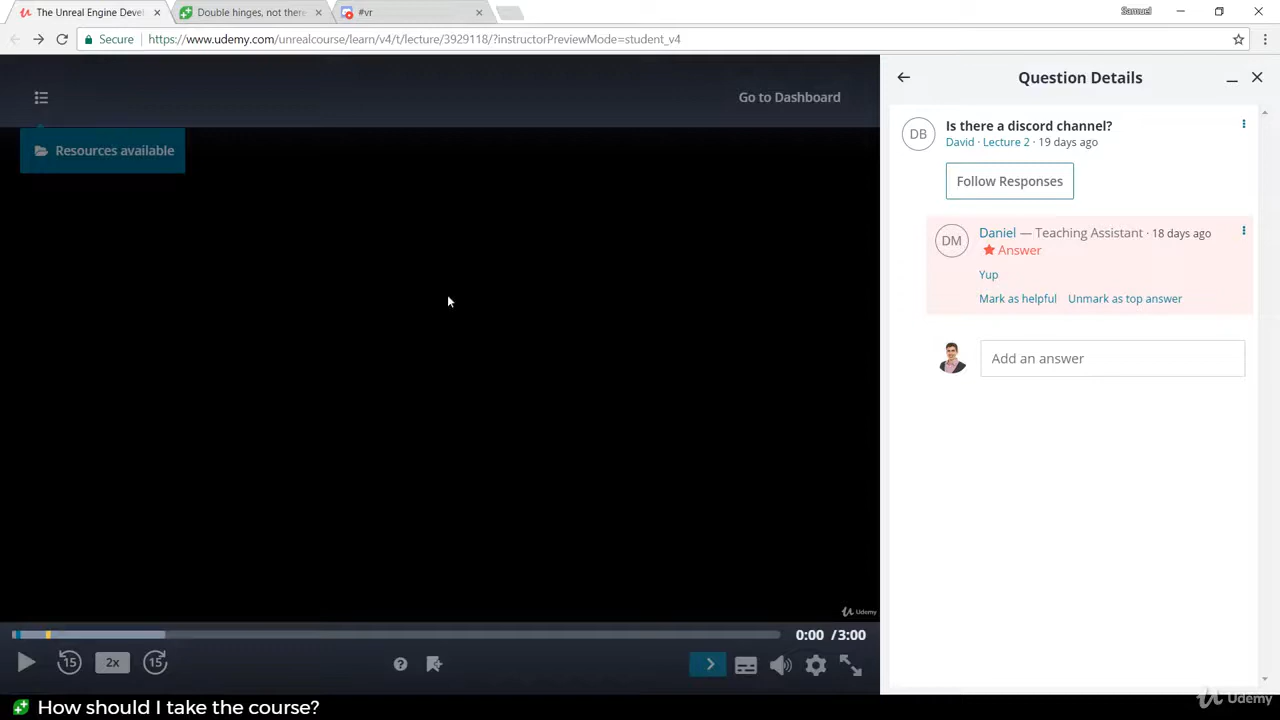 The Unreal Engine Devel
Double hinges, not there
#vr
Samuel
Secure
https://www.udemy.com/unrealcourse/learn/v4/t/lecture/3929118/?instructorPreviewMode=student_v4
Go to Dashboard
Resources available
Question Details
DB
Is there a discord channel?
David · Lecture 2 · 19 days ago
Follow Responses
DM
Daniel — Teaching Assistant · 18 days ago
Answer
Yup
Mark as helpful Unmark as top answer
Add an answer
Udemy
0:00 / 3:00
15
2x
15
How should I take the course?
Udemy